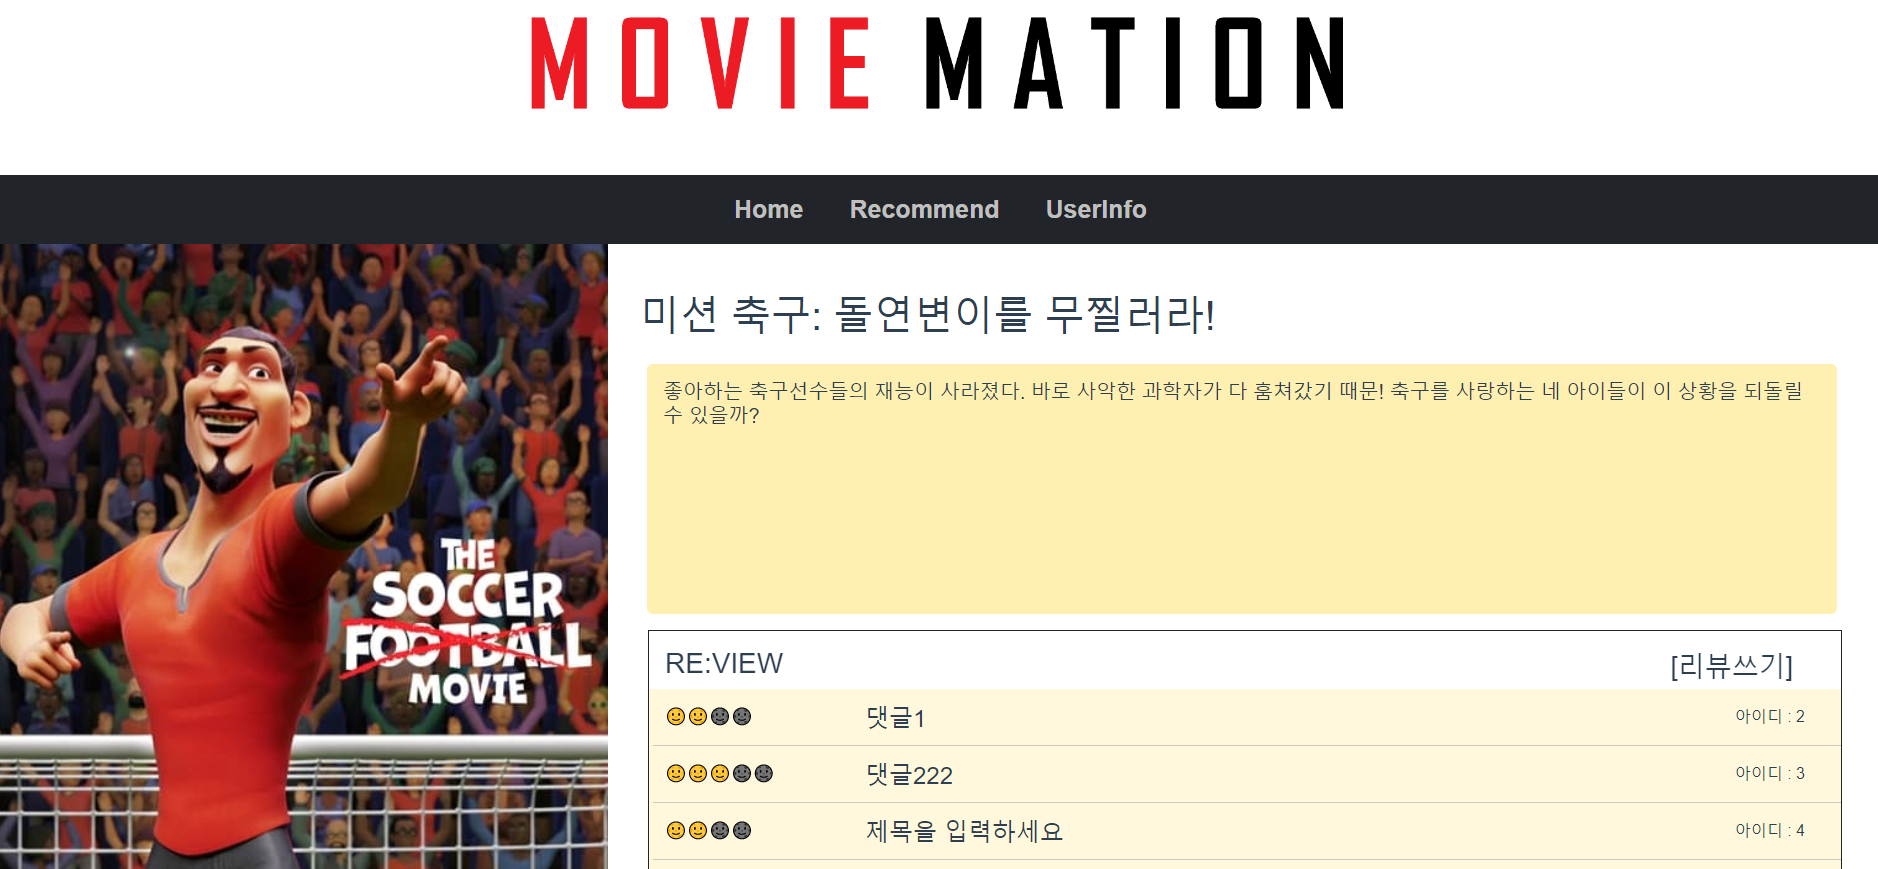 MOVIE MATION
Home Recommend UserInfo
미션 축구: 돌연변이를 무찔러라!
좋아하는 축구선수들의 재능이 사라졌다. 바로 사악한 과학자가 다 훔쳐갔기 때문! 축구를 사랑하는 네 아이들이 이 상황을 되돌릴
수 있을까?
THE
SOCCER
FOOTBALL
MOVIE
RE:VIEW [리뷰쓰기]
댓글1 아이디 : 2
댓글222 아이디 : 3
제목을 입력하세요 아이디 : 4